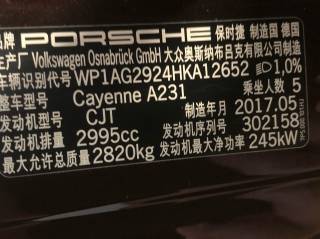 品牌 PORSCHE 保时捷 制造国 德国
生产厂 Volkswagen Osnabrück GmbH 大众奥斯纳布吕克有限公司
车辆识别代号 WP1AG2924HKA12652 1,0%
整车型号 Cayenne A231 乘坐人数 5
发动机型号 CJT 制造年月 2017.05
发动机排量 2995cc 发动机号 302158
最大允许总质量 2820kg 发动机最大净功率 245kW